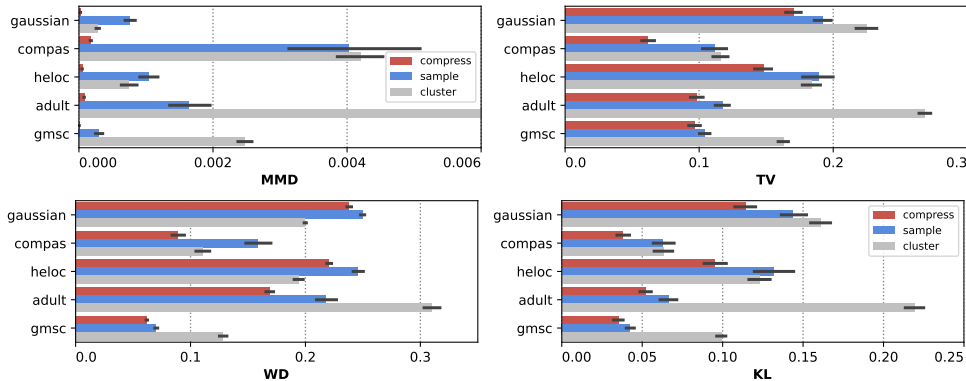 gaussian
compas
heloc
adult
gmsc
compress
sample
cluster
0.000 0.002 0.004 0.006
MMD
0.0 0.1 0.2 0.3
TV
gaussian
compas
heloc
adult
gmsc
gaussian
compas
heloc
adult
gmsc
0.0 0.1 0.2 0.3
WD
gaussian
compas
heloc
adult
gmsc
compress
sample
cluster
0.00 0.05 0.10 0.15 0.20 0.25
KL